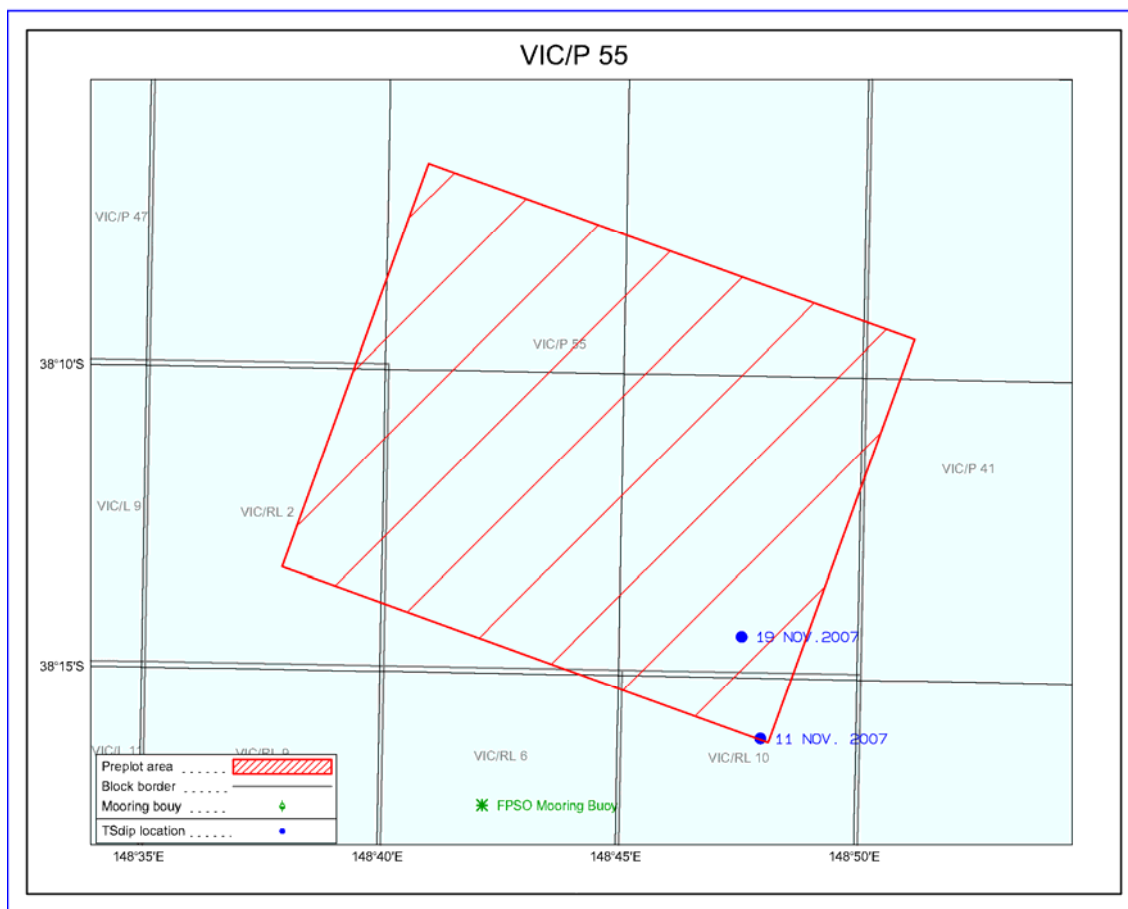 VIC/P 55
VIC/P 47
VIC/P 55
38°10'S
VIC/P 41
VIC/L 9
VIC/RL 2
19 NOV.2007
38°15'S
11 NOV. 2007
VIC/L 11
VIC/RL 9
VIC/RL 6
VIC/RL 10
Preplot area ......
Block border ......
Mooring bouy .....
FPSO Mooring Buoy
TSdip location ......
148°35'E
148°40'E
148°45'E
148°50'E